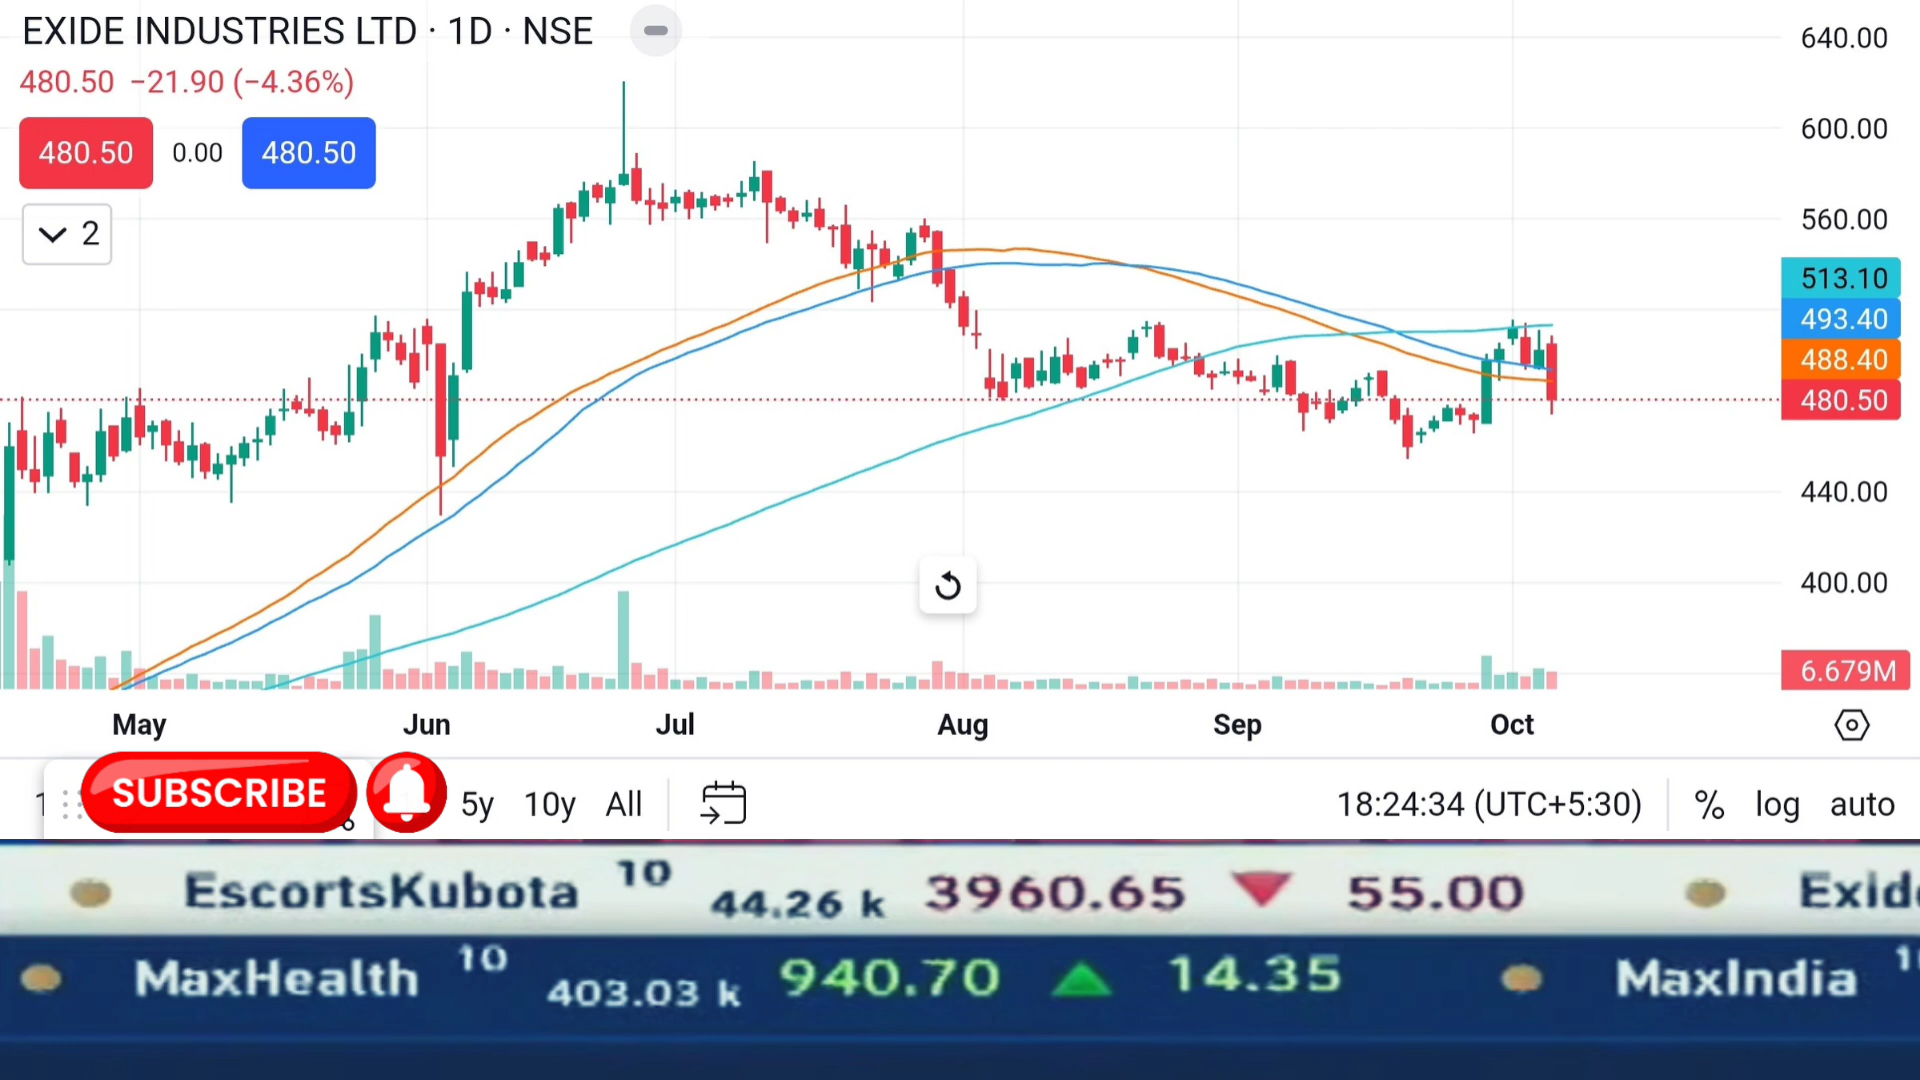 EXIDE INDUSTRIES LTD · 1D · NSE
480.50 −21.90 (−4.36%)
480.50 0.00 480.50
2
640.00
600.00
560.00
513.10
493.40
488.40
480.50
440.00
400.00
6.679M
May Jun Jul Aug Sep Oct
SUBSCRIBE 5y 10y All 18:24:34 (UTC+5:30) % log auto
EscortsKubota 10 44.26 k 3960.65 ▼ 55.00
MaxHealth 10 403.03 k 940.70 ▲ 14.35 MaxIndia